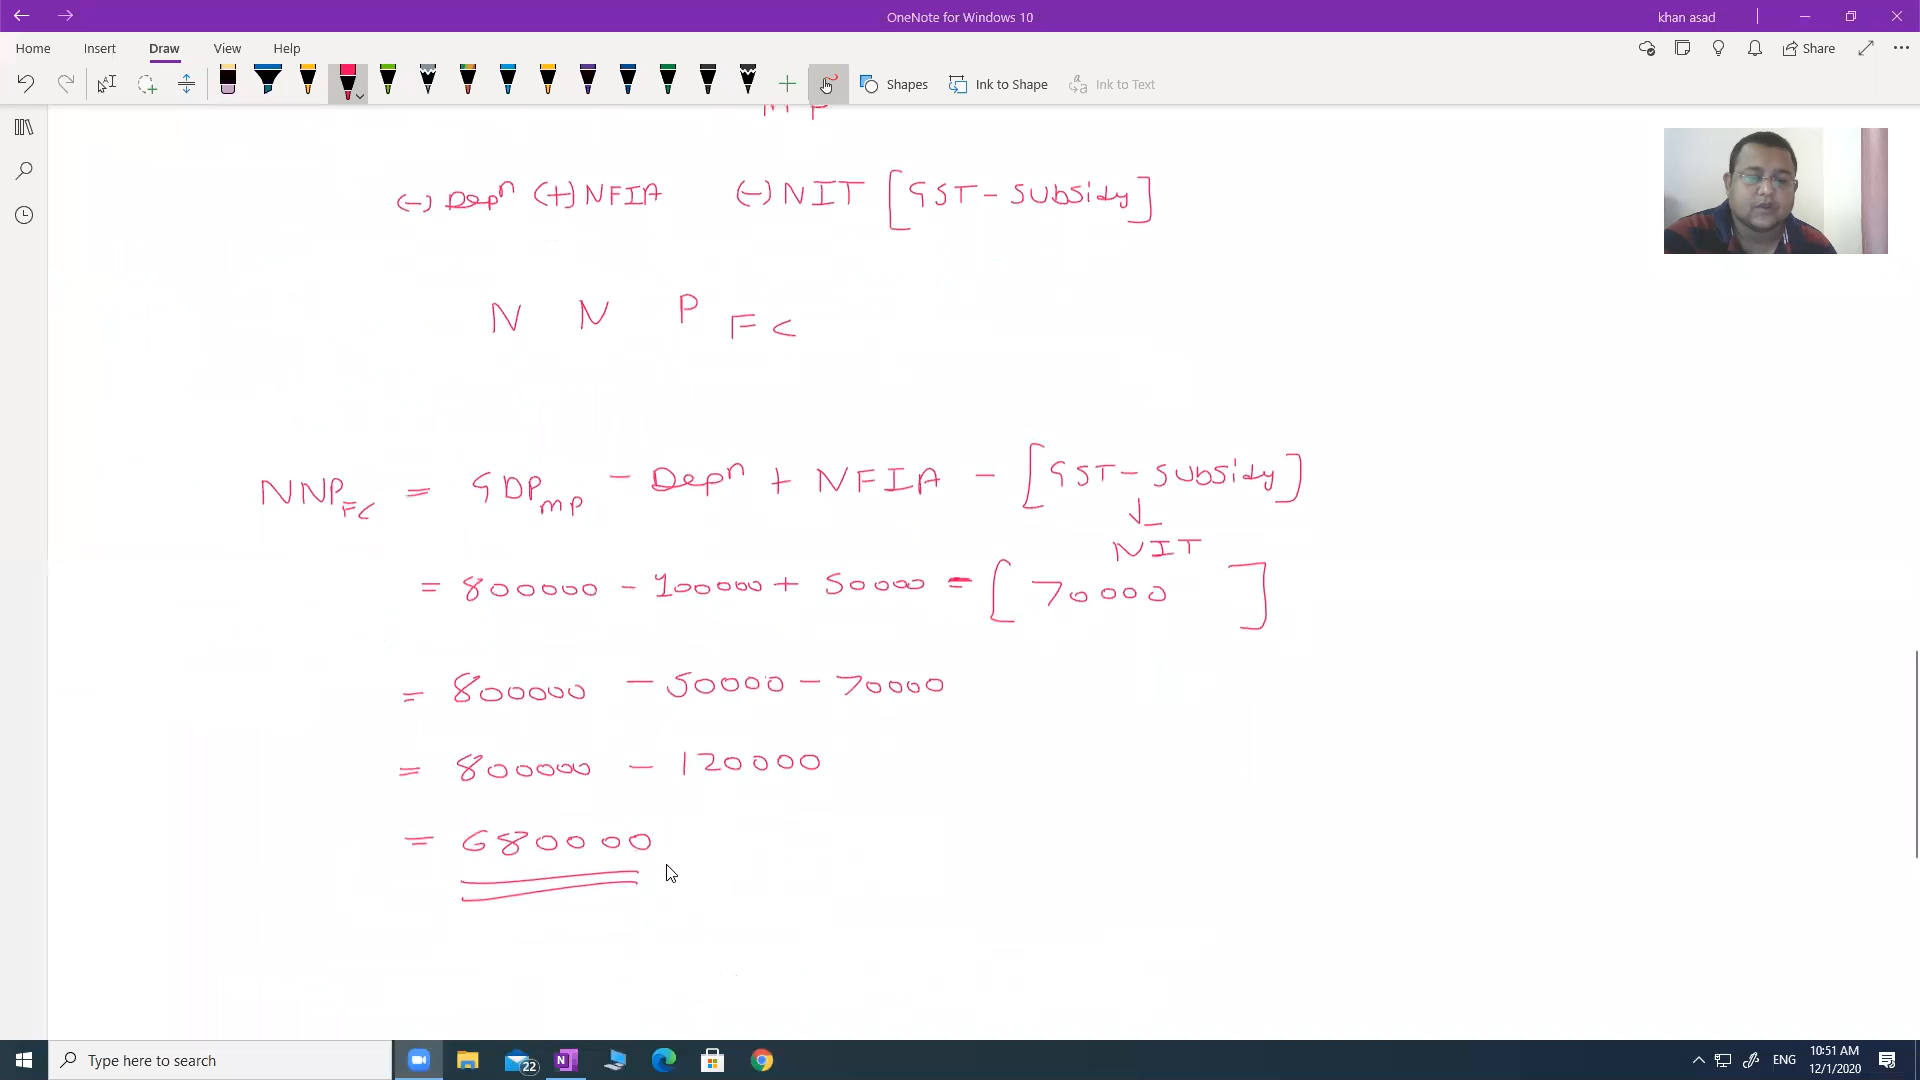 OneNote for Windows 10
khan asad
Home Insert Draw View Help
Share
Shapes Ink to Shape Ink to Text
m p
(-) Depn (+) NFIA (-) NIT [GST - Subsidy]
N N P FC
NNPFC = GDPmp - Depn + NFIA - [GST - Subsidy]
NIT
= 800000 - 100000 + 50000 - [ 70000 ]
= 800000 - 50000 - 70000
= 800000 - 120000
= 680000
Type here to search
22
ENG
10:51 AM
12/1/2020